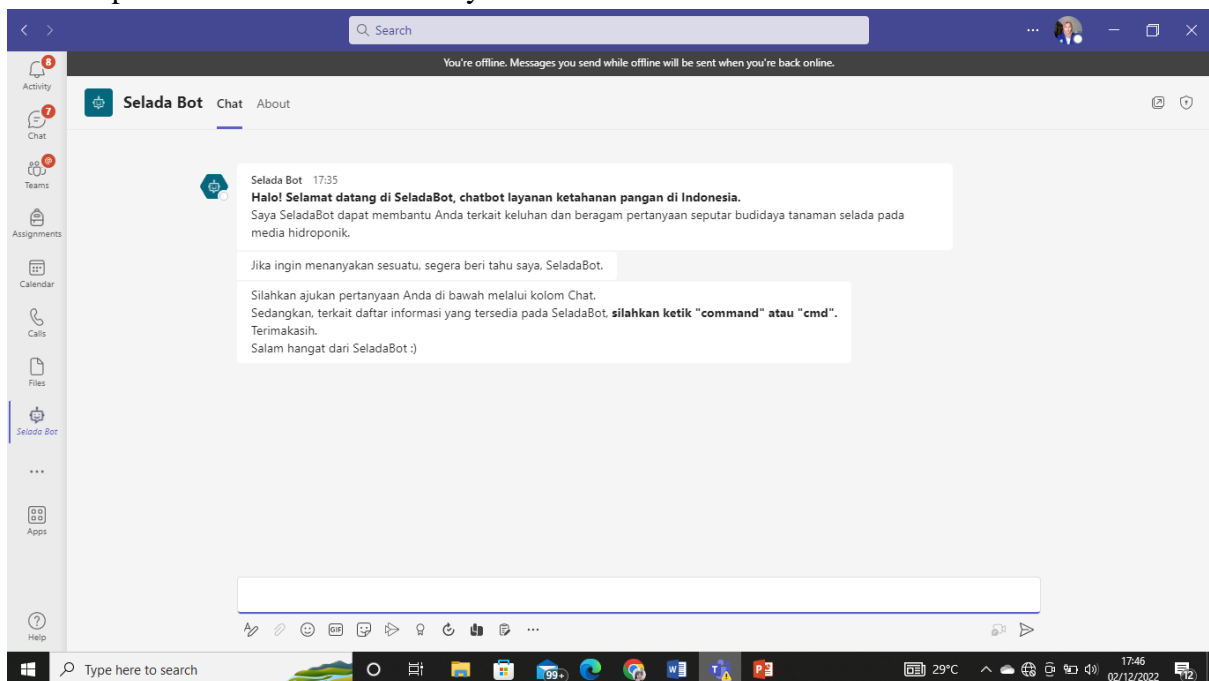 Search
You're offline. Messages you send while offline will be sent when you're back online.
8
Activity
7
Chat
Teams
Assignments
Calendar
Calls
Files
Selada Bot
Apps
Help
Selada Bot Chat About
Selada Bot 17:35
Halo! Selamat datang di SeladaBot, chatbot layanan ketahanan pangan di Indonesia.
Saya SeladaBot dapat membantu Anda terkait keluhan dan beragam pertanyaan seputar budidaya tanaman selada pada
media hidroponik.
Jika ingin menanyakan sesuatu, segera beri tahu saya, SeladaBot.
Silahkan ajukan pertanyaan Anda di bawah melalui kolom Chat.
Sedangkan, terkait daftar informasi yang tersedia pada SeladaBot, silahkan ketik "command" atau "cmd".
Terimakasih.
Salam hangat dari SeladaBot :)
GIF
Type here to search
99+
29°C
17:46
02/12/2022
12